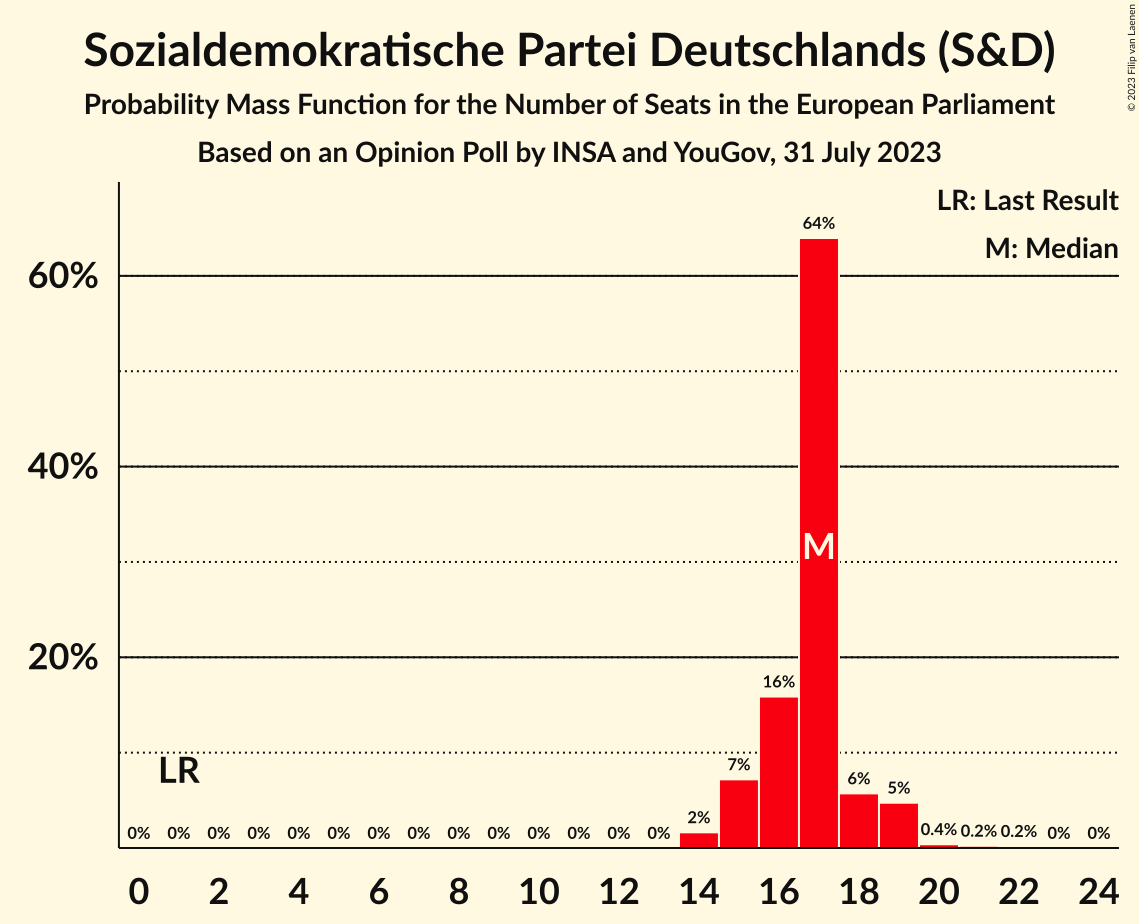 Sozialdemokratische Partei Deutschlands (S&D)
Probability Mass Function for the Number of Seats in the European Parliament
Based on an Opinion Poll by INSA and YouGov, 31 July 2023
© 2023 Filip van Laenen
LR: Last Result
M: Median
64%
60%
40%
M
20%
16%
LR
7%
6%
5%
2%
0% 0% 0% 0% 0% 0% 0% 0% 0% 0% 0% 0% 0% 0% 0.4% 0.2% 0.2% 0% 0%
0 2 4 6 8 10 12 14 16 18 20 22 24